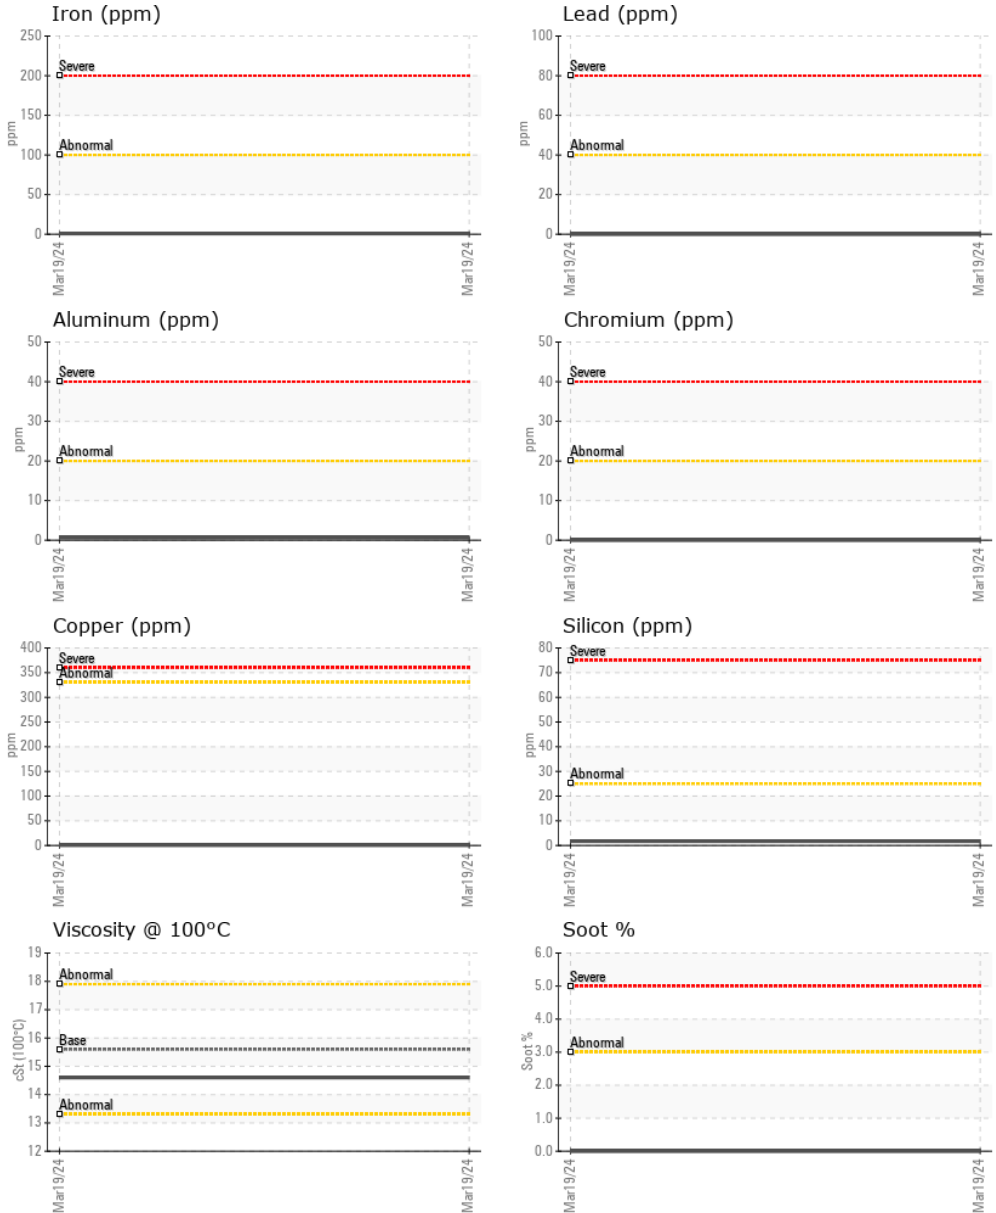 Iron (ppm)
250
200
150
100
50
0
ppm
Severe
Abnormal
Mar19/24
Mar19/24
Lead (ppm)
100
80
60
40
20
0
ppm
Severe
Abnormal
Mar19/24
Mar19/24
Aluminum (ppm)
50
40
30
20
10
0
ppm
Severe
Abnormal
Mar19/24
Mar19/24
Chromium (ppm)
50
40
30
20
10
0
ppm
Severe
Abnormal
Mar19/24
Mar19/24
Copper (ppm)
400
350
300
250
200
150
100
50
0
ppm
Severe
Abnormal
Mar19/24
Mar19/24
Silicon (ppm)
80
70
60
50
40
30
20
10
0
ppm
Severe
Abnormal
Mar19/24
Mar19/24
Viscosity @ 100°C
19
18
17
16
15
14
13
12
cSt (100°C)
Abnormal
Base
Abnormal
Mar19/24
Mar19/24
Soot %
6.0
5.0
4.0
3.0
2.0
1.0
0.0
Soot %
Severe
Abnormal
Mar19/24
Mar19/24